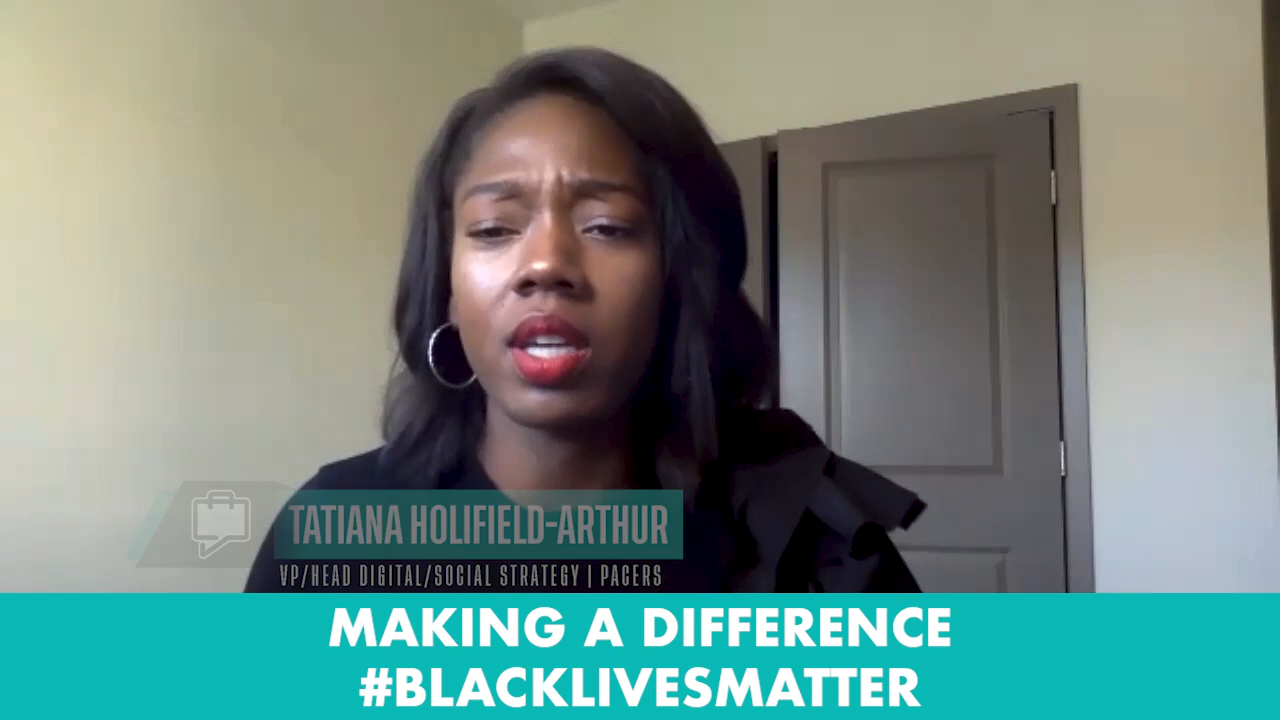 TATIANA HOLIFIELD-ARTHUR
VP/HEAD DIGITAL/SOCIAL STRATEGY | PACERS
MAKING A DIFFERENCE
#BLACKLIVESMATTER